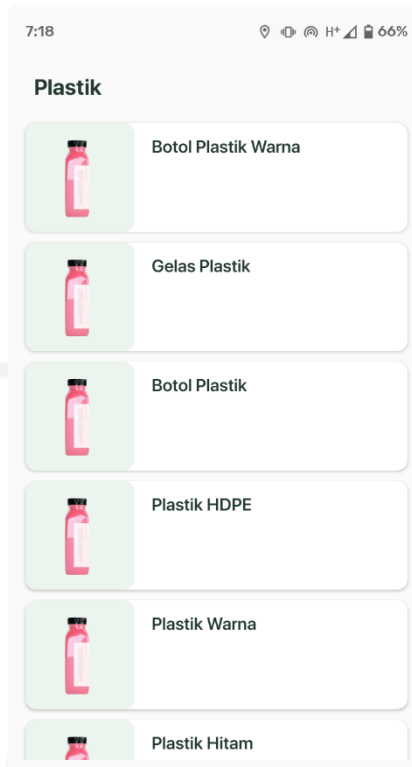 7:18 H+ 66%
Plastik
Botol Plastik Warna
Gelas Plastik
Botol Plastik
Plastik HDPE
Plastik Warna
Plastik Hitam